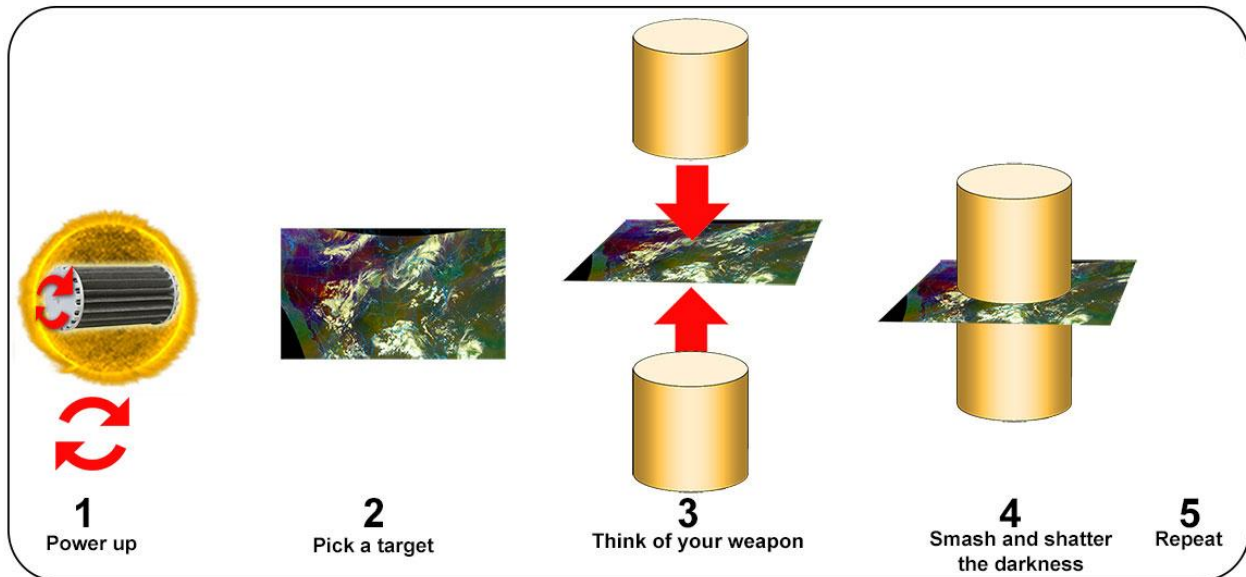 1
Power up
2
Pick a target
3
Think of your weapon
4
Smash and shatter
the darkness
5
Repeat